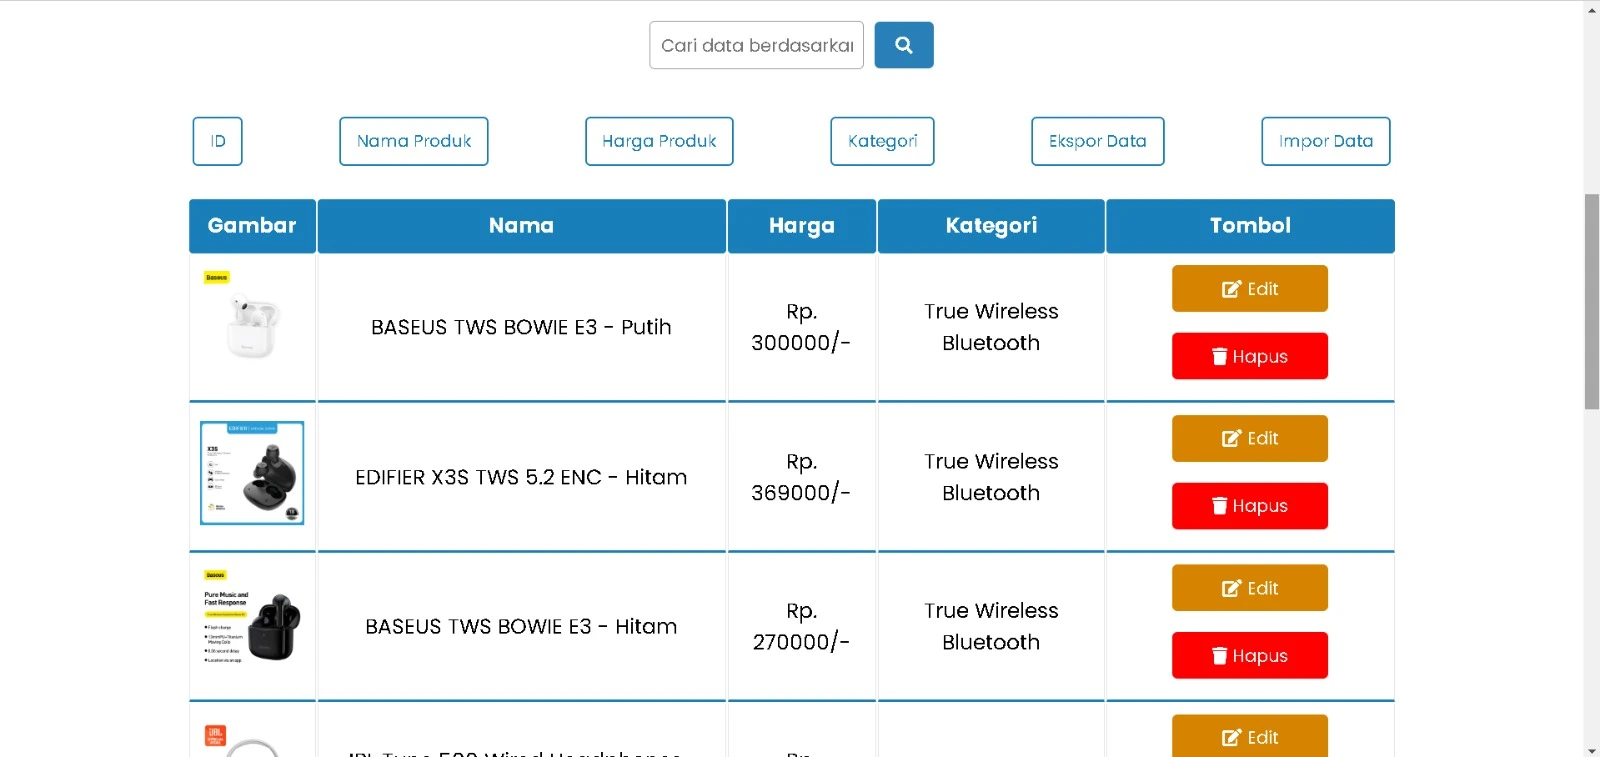 Cari data berdasarkan
ID
Nama Produk
Harga Produk
Kategori
Ekspor Data
Impor Data
Gambar
Nama
Harga
Kategori
Tombol
Baseus
BASEUS TWS BOWIE E3 - Putih
Rp.
300000/-
True Wireless
Bluetooth
Edit
Hapus
EDIFIER
X3S
EDIFIER X3S TWS 5.2 ENC - Hitam
Rp.
369000/-
True Wireless
Bluetooth
Edit
Hapus
Baseus
Pure Music and
Fast Response
BASEUS TWS BOWIE E3 - Hitam
Rp.
270000/-
True Wireless
Bluetooth
Edit
Hapus
JBL
Edit